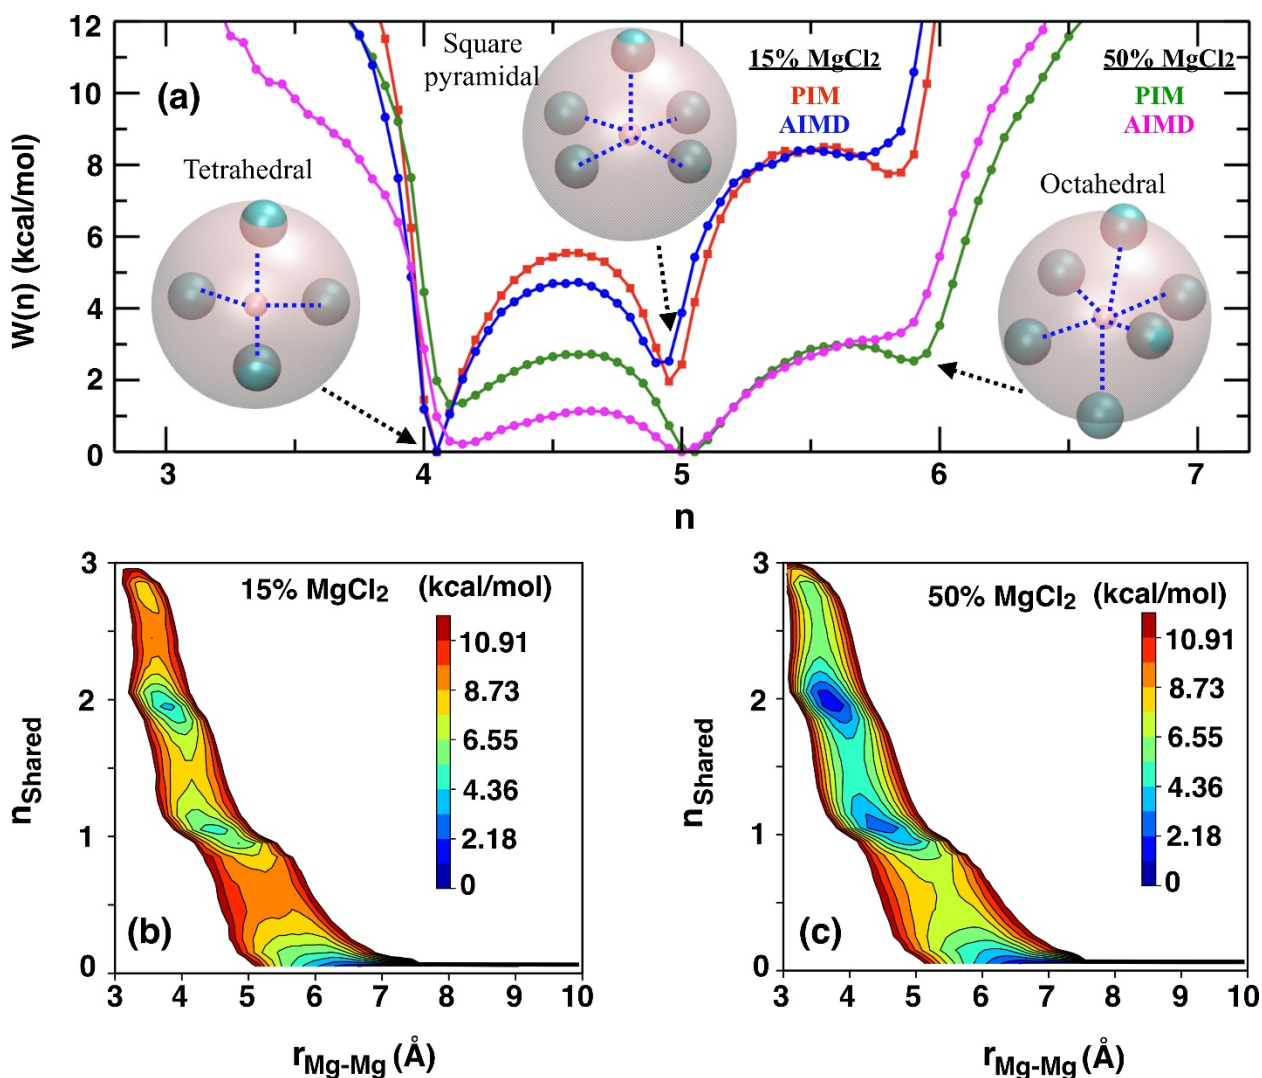 W(n) (kcal/mol)
12
10
8
6
4
2
0
(a)
Square
pyramidal
Tetrahedral
15% MgCl2
PIM
AIMD
50% MgCl2
PIM
AIMD
Octahedral
3
4
5
6
7
n
nShared
3
2
1
0
15% MgCl2 (kcal/mol)
10.91
8.73
6.55
4.36
2.18
0
(b)
3
4
5
6
7
8
9
10
rMg-Mg (Å)
nShared
3
2
1
0
50% MgCl2 (kcal/mol)
10.91
8.73
6.55
4.36
2.18
0
(c)
3
4
5
6
7
8
9
10
rMg-Mg (Å)